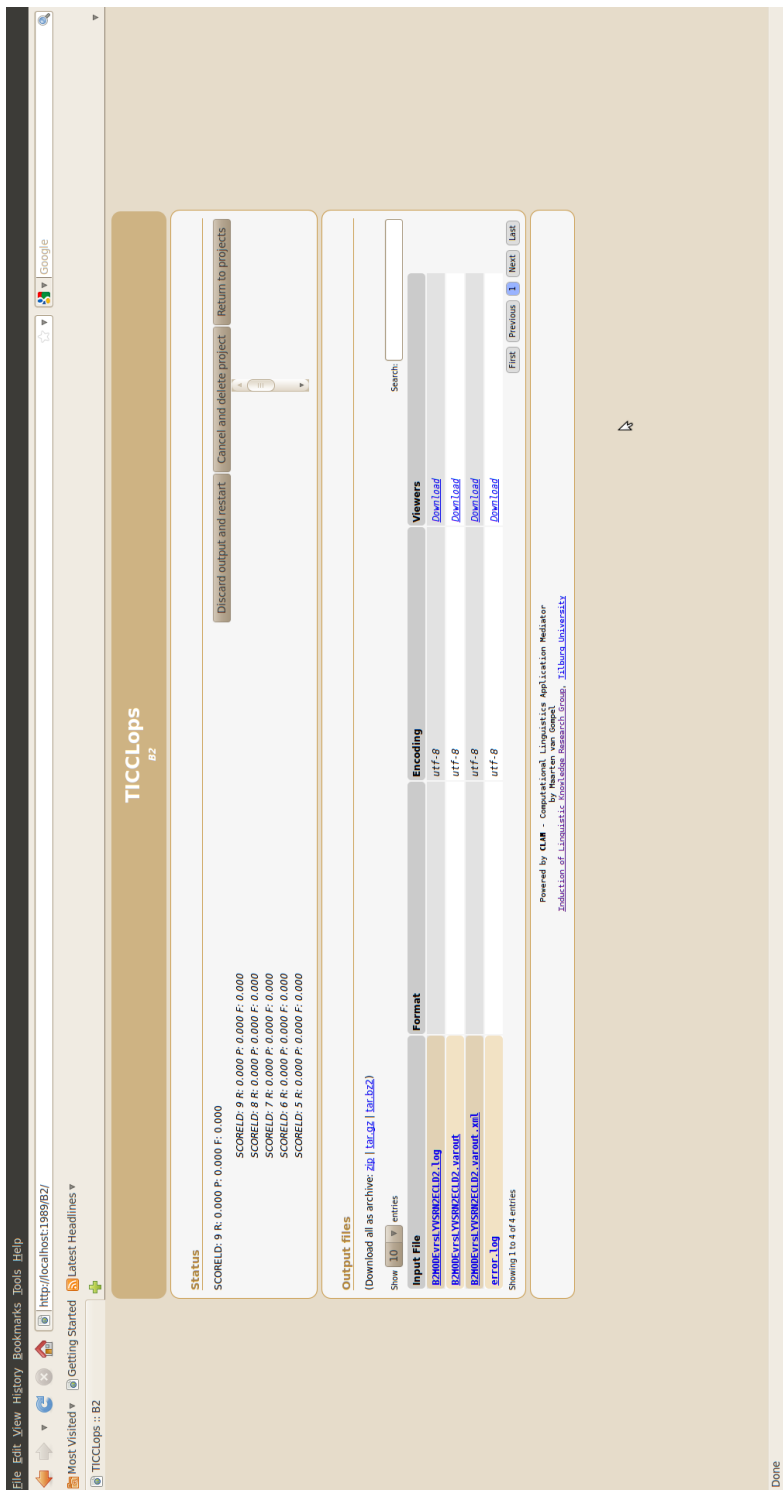 File Edit View History Bookmarks Tools Help
http://localhost:1989/B2/
Google
Most Visited Getting Started Latest Headlines
TICCLops :: B2
TICCLops
B2
Status
SCORELD: 9 R: 0.000 P: 0.000 F: 0.000
Discard output and restart Cancel and delete project Return to projects
SCORELD: 9 R: 0.000 P: 0.000 F: 0.000
SCORELD: 8 R: 0.000 P: 0.000 F: 0.000
SCORELD: 7 R: 0.000 P: 0.000 F: 0.000
SCORELD: 6 R: 0.000 P: 0.000 F: 0.000
SCORELD: 5 R: 0.000 P: 0.000 F: 0.000
Output files
(Download all as archive: zip | tar.gz | tar.bz2)
Show 10 entries Search:
Input File Format Encoding Viewers
B2MODEvrsLYVSRN2ECLD2.log utf-8 Download
B2MODEvrsLYVSRN2ECLD2.varout utf-8 Download
B2MODEvrsLYVSRN2ECLD2.varout.xml utf-8 Download
error.log utf-8 Download
Showing 1 to 4 of 4 entries First Previous 1 Next Last
Powered by CLAM - Computational Linguistics Application Mediator
by Maarten van Gompel
Induction of Linguistic Knowledge Research Group, Tilburg University
Done